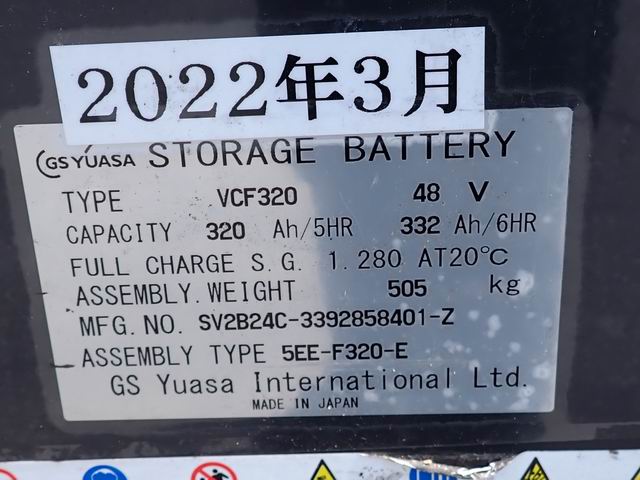 2022年3月
GS YUASA STORAGE BATTERY
TYPE VCF320 48 V
CAPACITY 320 Ah/5HR 332 Ah/6HR
FULL CHARGE S.G. 1.280 AT20℃
ASSEMBLY.WEIGHT 505 kg
MFG.NO. SV2B24C-3392858401-Z
ASSEMBLY TYPE 5EE-F320-E
GS Yuasa International Ltd.
MADE IN JAPAN